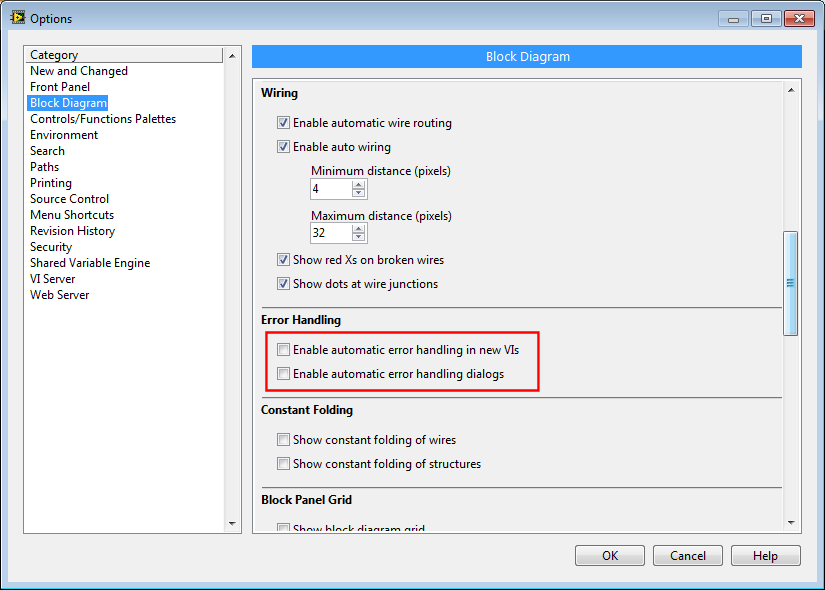 Options
Category
New and Changed
Front Panel
Block Diagram
Controls/Functions Palettes
Environment
Search
Paths
Printing
Source Control
Menu Shortcuts
Revision History
Security
Shared Variable Engine
VI Server
Web Server
Block Diagram
Wiring
Enable automatic wire routing
Enable auto wiring
Minimum distance (pixels)
4
Maximum distance (pixels)
32
Show red Xs on broken wires
Show dots at wire junctions
Error Handling
Enable automatic error handling in new VIs
Enable automatic error handling dialogs
Constant Folding
Show constant folding of wires
Show constant folding of structures
Block Panel Grid
Show block diagram grid
OK Cancel Help